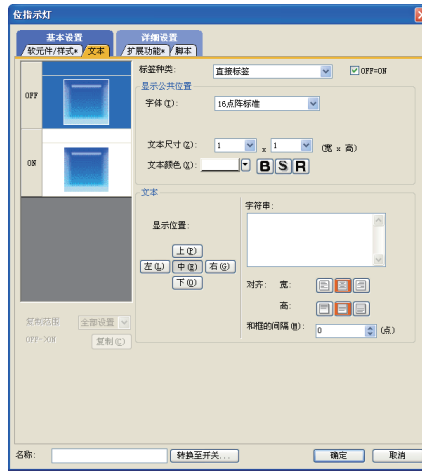 位指示灯
基本设置 详细设置
软元件/样式* 文本 扩展功能* 脚本
标签种类: 直接标签 OFF=ON
OFF
ON
显示公共位置
字体(T): 16点阵标准
文本尺寸(Z): 1 x 1 (宽 x 高)
文本颜色(X): B S R
文本
显示位置:
上(P)
左(L) 中(E) 右(G)
下(O)
字符串:
对齐: 宽:
高:
和框的间隔(M): 0 (点)
复制范围 全部设置
OFF->ON 复制(C)
名称: 转换至开关... 确定 取消